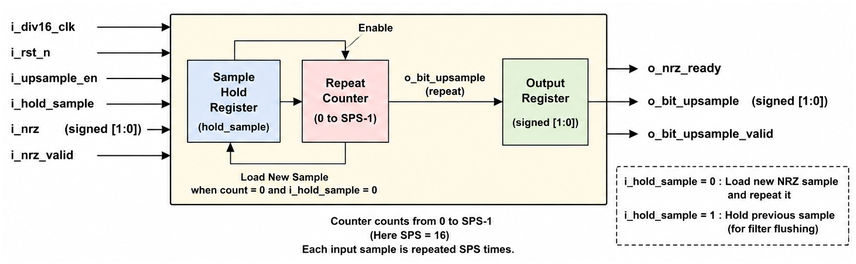 i_div16_clk
i_rst_n
i_upsample_en
i_hold_sample
i_nrz (signed [1:0])
i_nrz_valid
Enable
Sample
Hold
Register
(hold_sample)
Repeat
Counter
(0 to SPS-1)
o_bit_upsample
(repeat)
Output
Register
(signed [1:0])
Load New Sample
when count = 0 and i_hold_sample = 0
o_nrz_ready
o_bit_upsample (signed [1:0])
o_bit_upsample_valid
i_hold_sample = 0 : Load new NRZ sample
and repeat it
i_hold_sample = 1 : Hold previous sample
(for filter flushing)
Counter counts from 0 to SPS-1
(Here SPS = 16)
Each input sample is repeated SPS times.